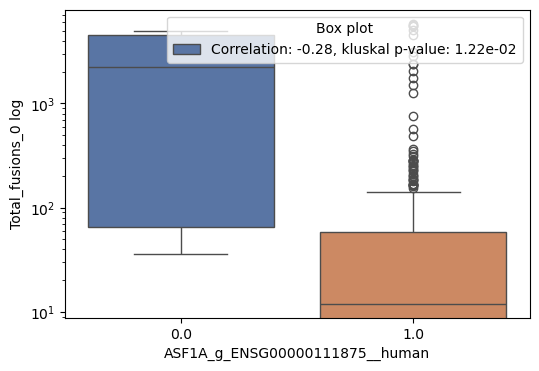 Box plot
Correlation: -0.28, kluskal p-value: 1.22e-02
Total_fusions_0 log
10³
10²
10¹
0.0
1.0
ASF1A_g_ENSG00000111875__human